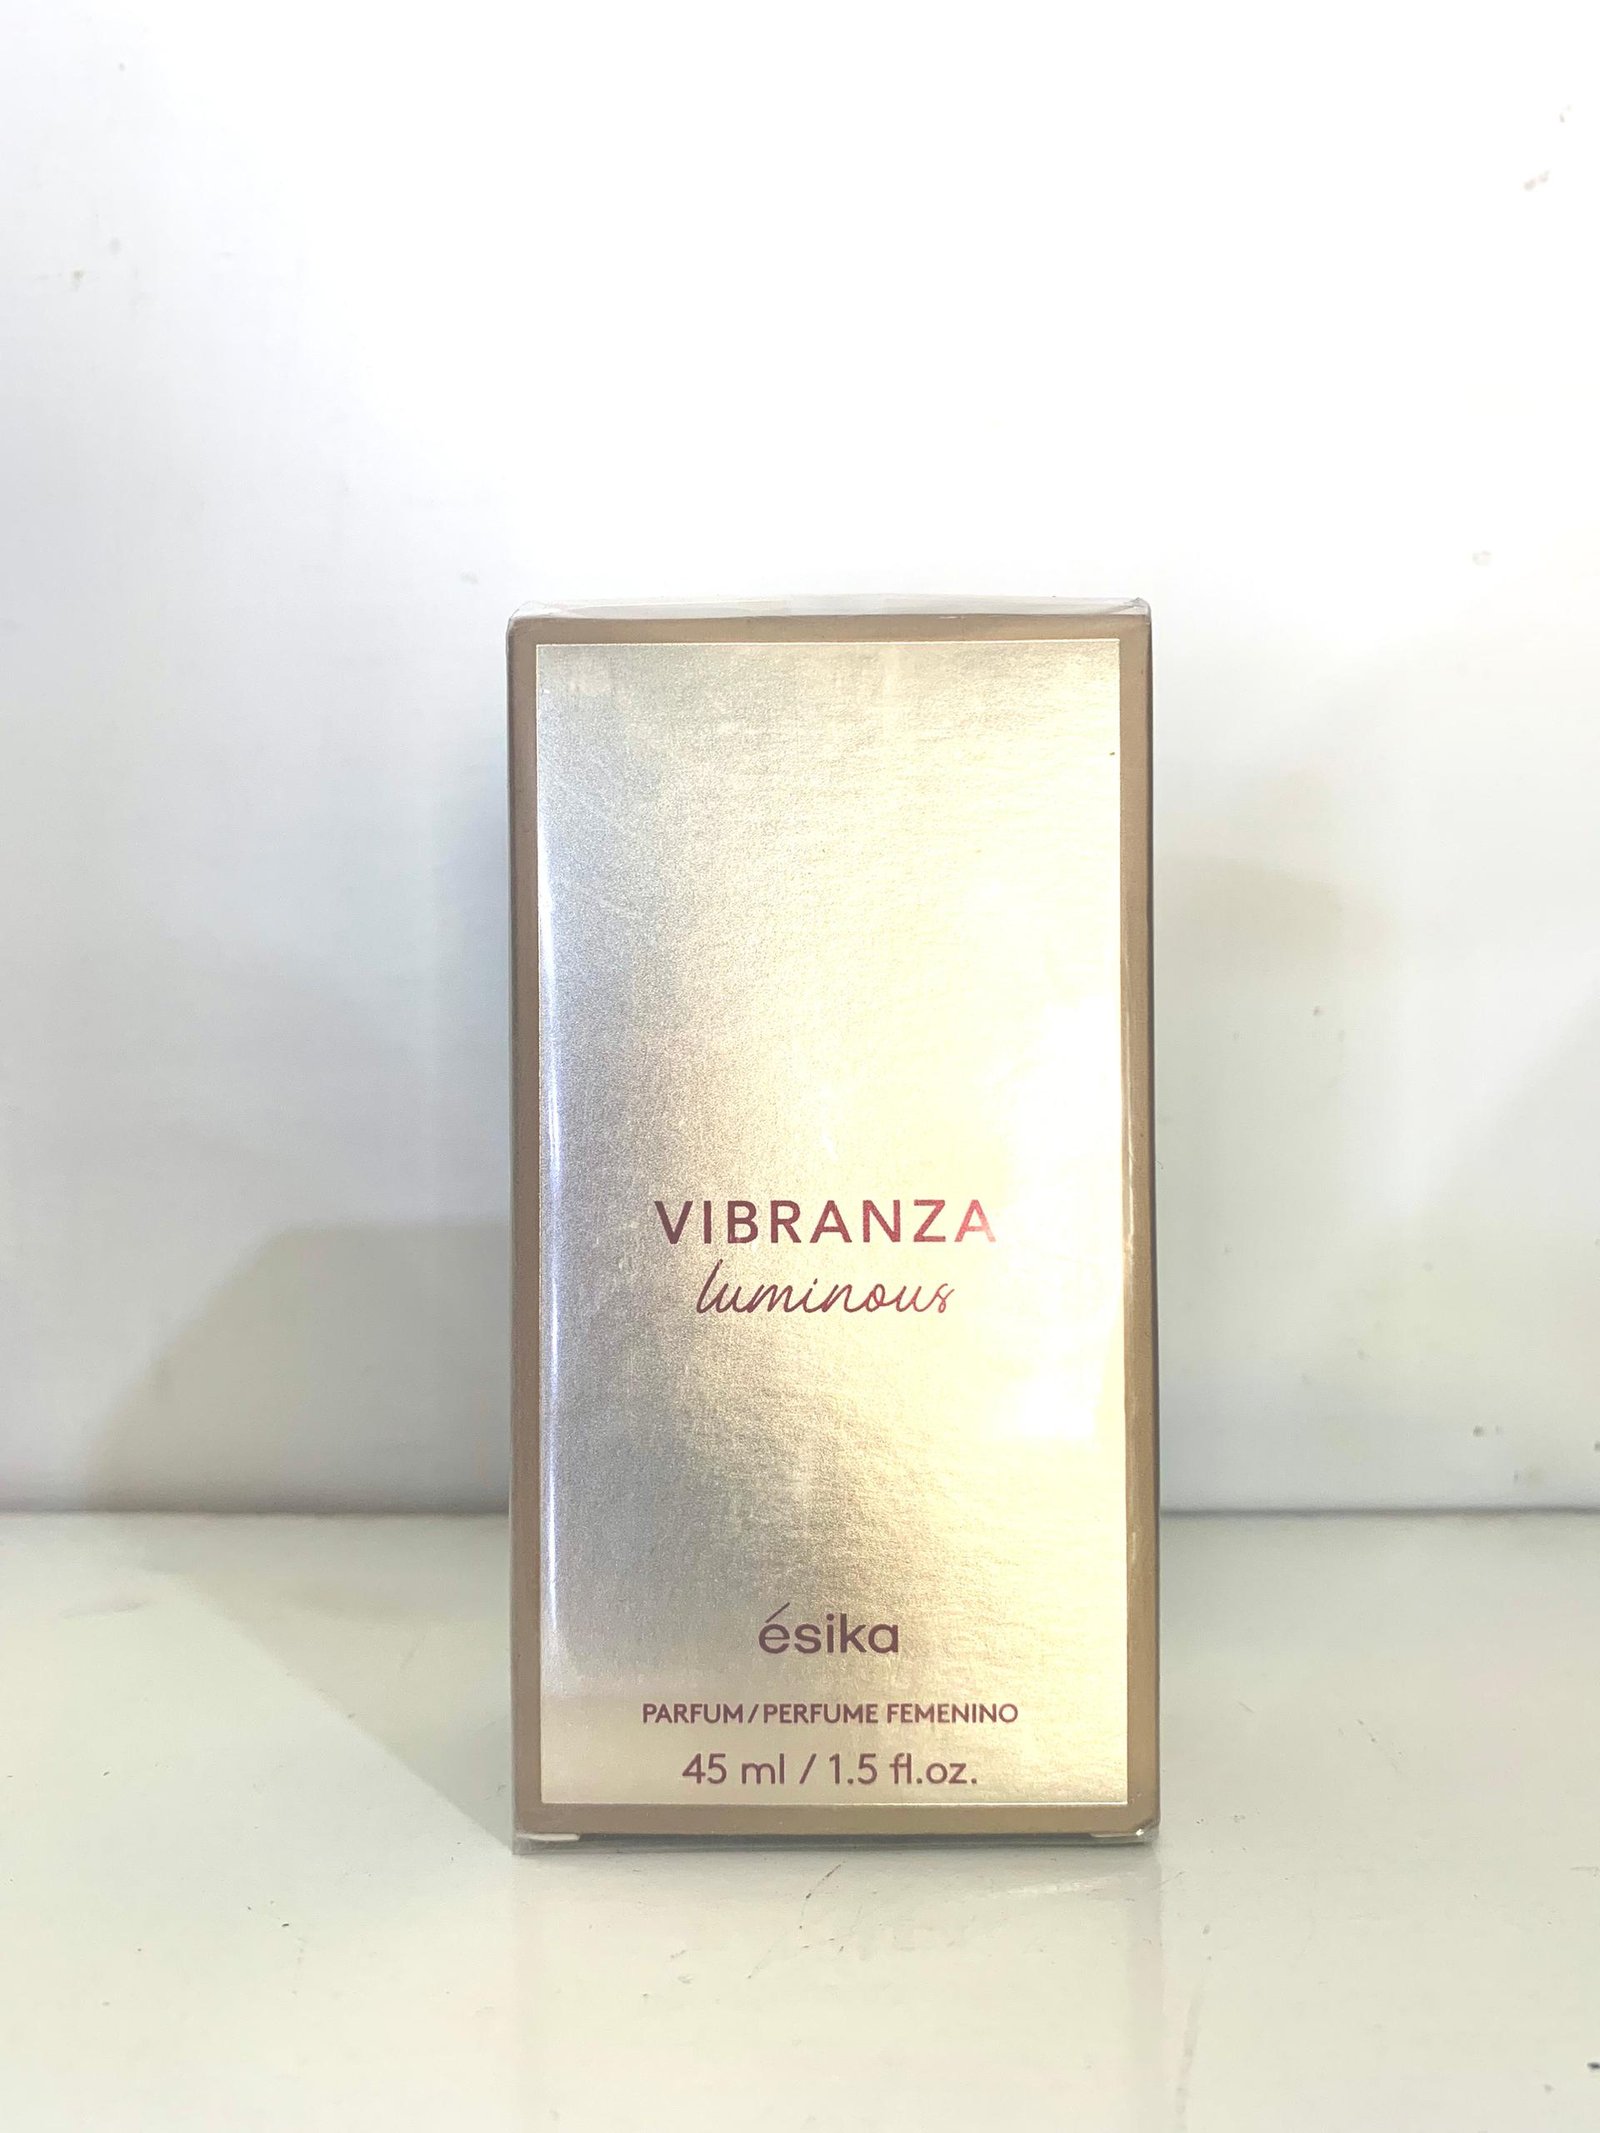 VIBRANZA
luminous
ésika
PARFUM/PERFUME FEMENINO
45 ml / 1.5 fl.oz.